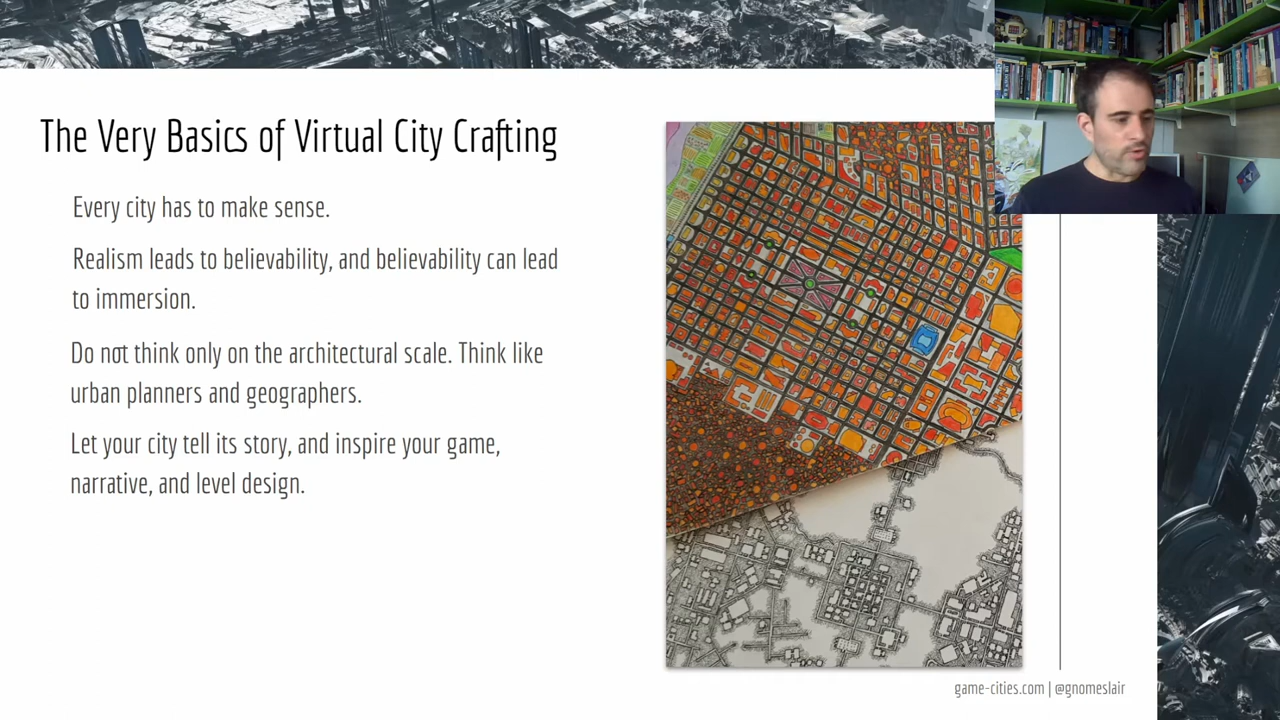 The Very Basics of Virtual City Crafting
Every city has to make sense.
Realism leads to believability, and believability can lead
to immersion.
Do not think only on the architectural scale. Think like
urban planners and geographers.
Let your city tell its story, and inspire your game,
narrative, and level design.
game-cities.com | @gnomeslair